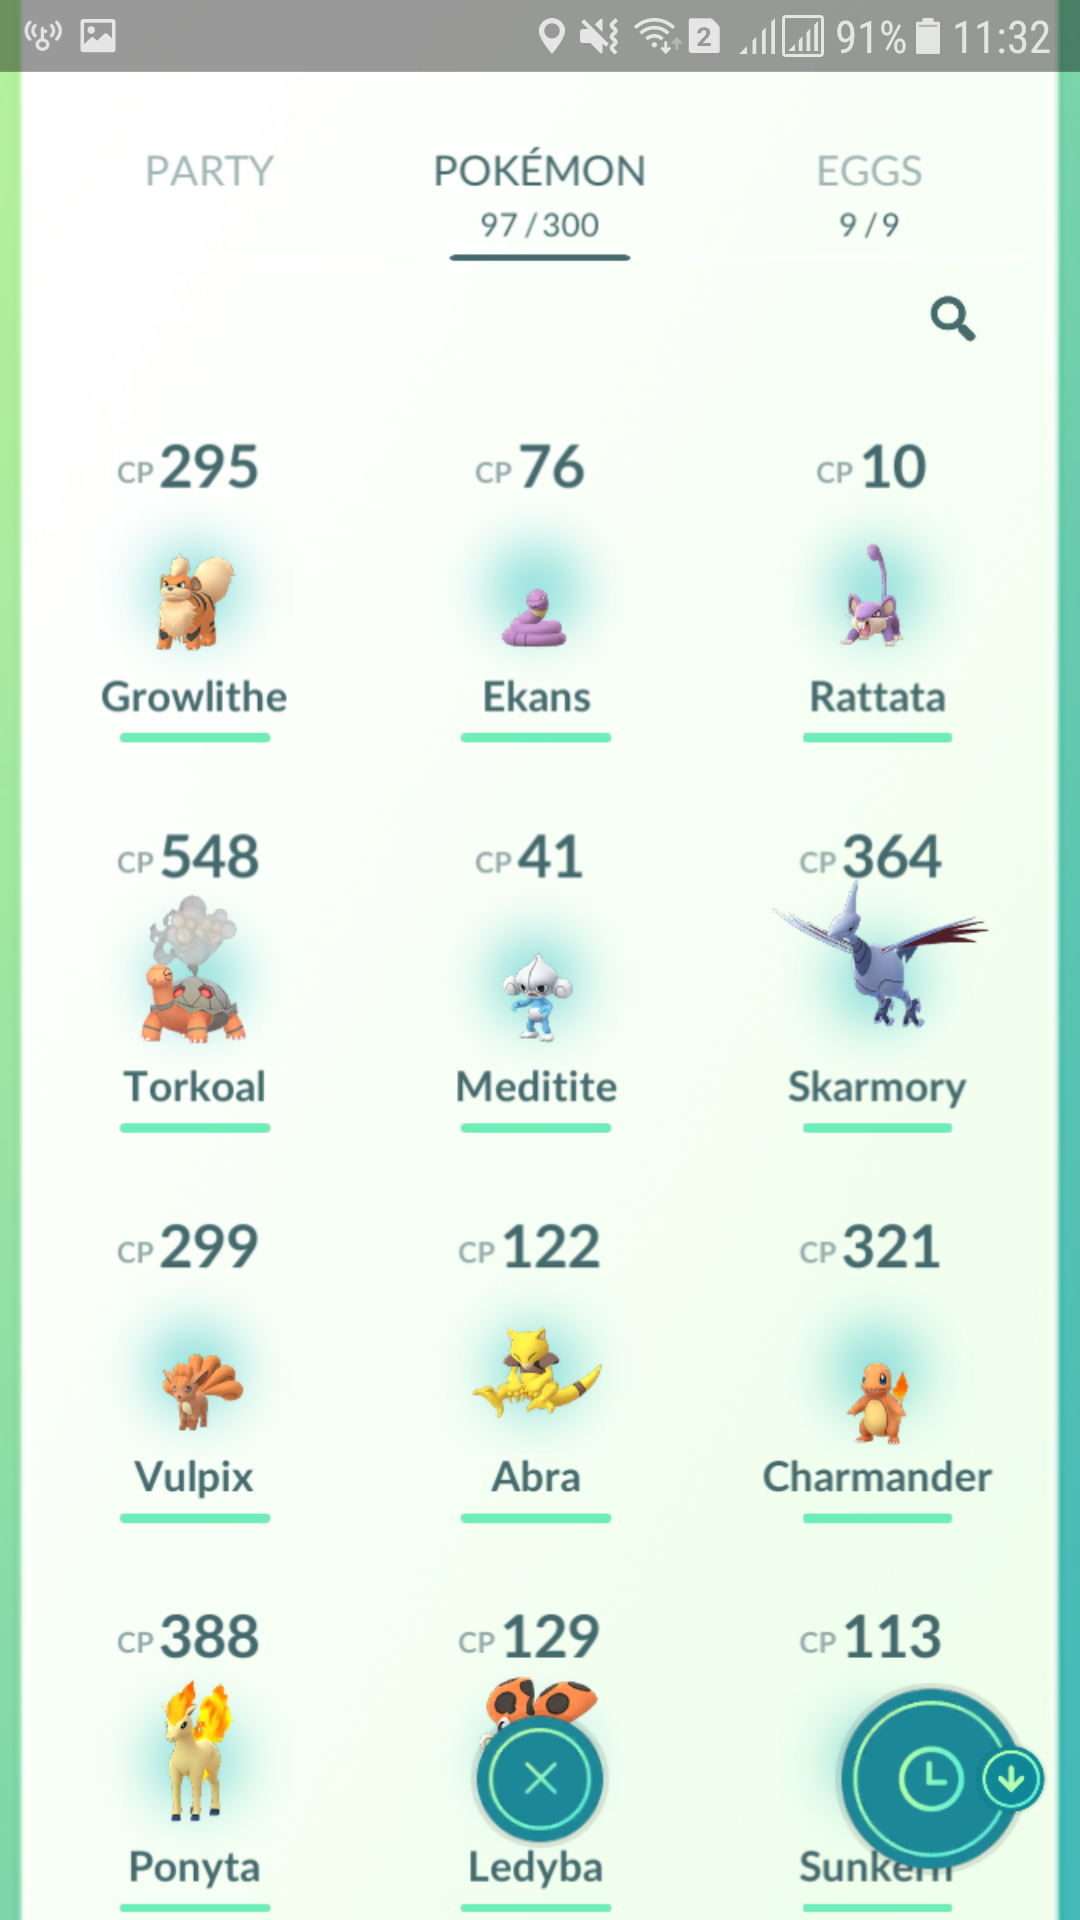 2 91% 11:32
PARTY POKÉMON EGGS
97 / 300 9 / 9
CP 295 CP 76 CP 10
Growlithe Ekans Rattata
CP 548 CP 41 CP 364
Torkoal Meditite Skarmory
CP 299 CP 122 CP 321
Vulpix Abra Charmander
CP 388 CP 129 CP 113
Ponyta Ledyba Sunkern